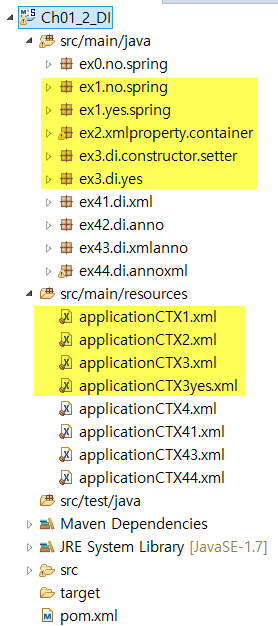 Ch01_2_DI
src/main/java
ex0.no.spring
ex1.no.spring
ex1.yes.spring
ex2.xmlproperty.container
ex3.di.constructor.setter
ex3.di.yes
ex41.di.xml
ex42.di.anno
ex43.di.xmlanno
ex44.di.annoxml
src/main/resources
applicationCTX1.xml
applicationCTX2.xml
applicationCTX3.xml
applicationCTX3yes.xml
applicationCTX4.xml
applicationCTX41.xml
applicationCTX43.xml
applicationCTX44.xml
src/test/java
Maven Dependencies
JRE System Library [JavaSE-1.7]
src
target
pom.xml